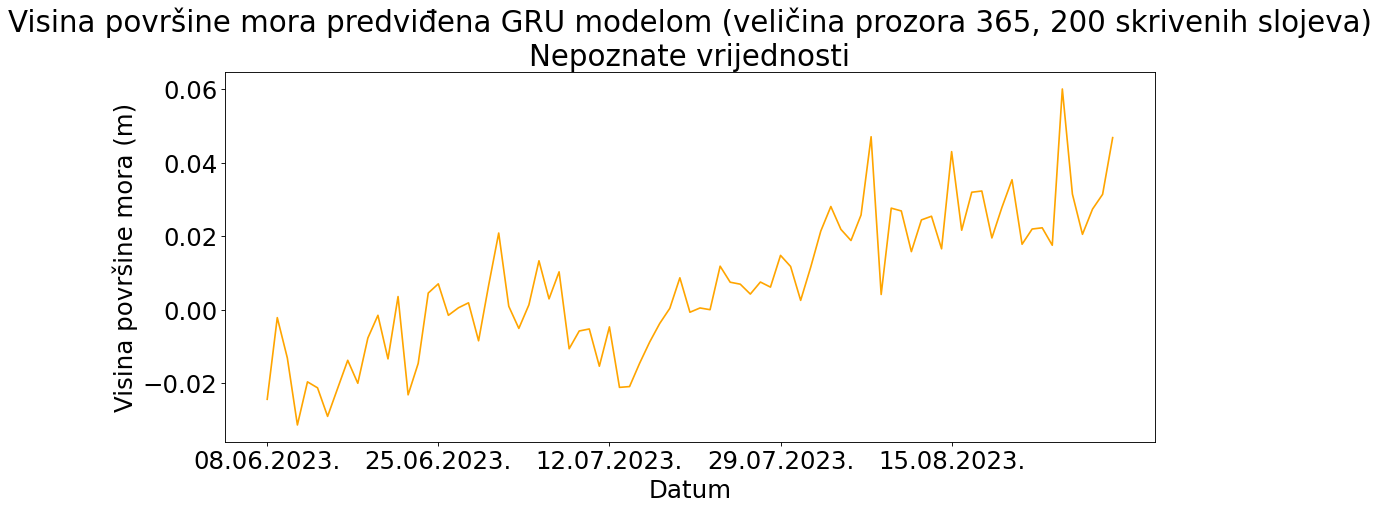 Visina površine mora predviđena GRU modelom (veličina prozora 365, 200 skrivenih slojeva)
Nepoznate vrijednosti
Visina površine mora (m)
0.06
0.04
0.02
0.00
−0.02
08.06.2023. 25.06.2023. 12.07.2023. 29.07.2023. 15.08.2023.
Datum